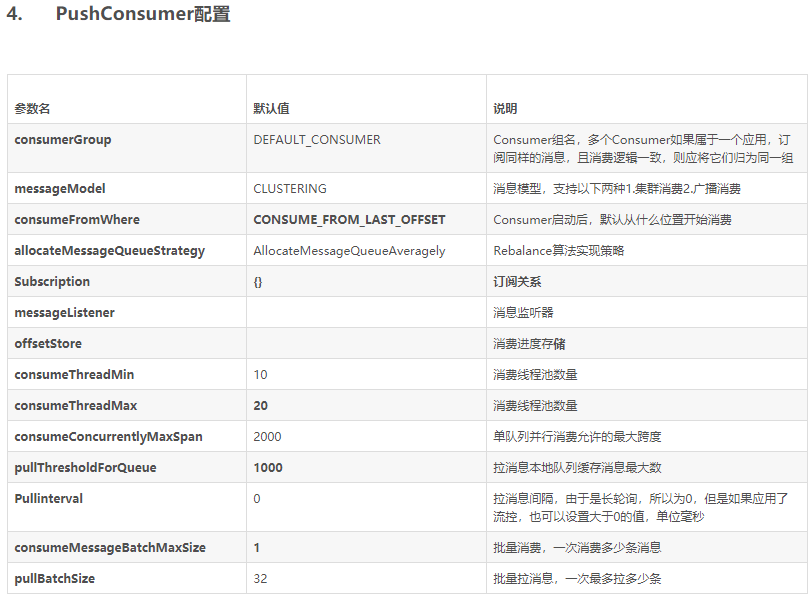 4. PushConsumer配置
参数名 默认值 说明
consumerGroup DEFAULT_CONSUMER Consumer组名，多个Consumer如果属于一个应用，订
阅同样的消息，且消费逻辑一致，则应将它们归为同一组
messageModel CLUSTERING 消息模型，支持以下两种1.集群消费2.广播消费
consumeFromWhere CONSUME_FROM_LAST_OFFSET Consumer启动后，默认从什么位置开始消费
allocateMessageQueueStrategy AllocateMessageQueueAveragely Rebalance算法实现策略
Subscription {} 订阅关系
messageListener 消息监听器
offsetStore 消费进度存储
consumeThreadMin 10 消费线程池数量
consumeThreadMax 20 消费线程池数量
consumeConcurrentlyMaxSpan 2000 单队列并行消费允许的最大跨度
pullThresholdForQueue 1000 拉消息本地队列缓存消息最大数
Pullinterval 0 拉消息间隔，由于是长轮询，所以为0，但是如果应用了
流控，也可以设置大于0的值，单位毫秒
consumeMessageBatchMaxSize 1 批量消费，一次消费多少条消息
pullBatchSize 32 批量拉消息，一次最多拉多少条